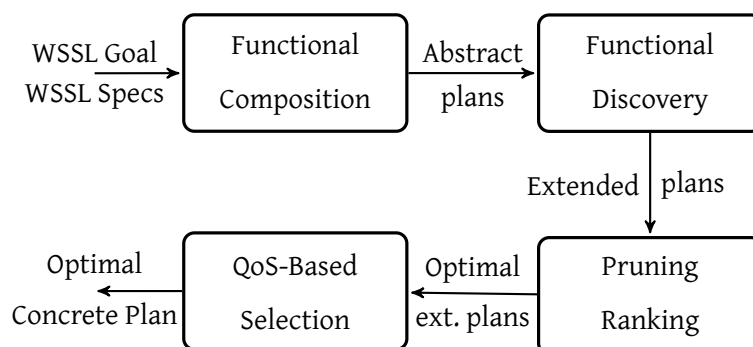 WSSL Goal
WSSL Specs
Functional
Composition
Abstract
plans
Functional
Discovery
Extended plans
Pruning
Ranking
Optimal
ext. plans
QoS-Based
Selection
Optimal
Concrete Plan